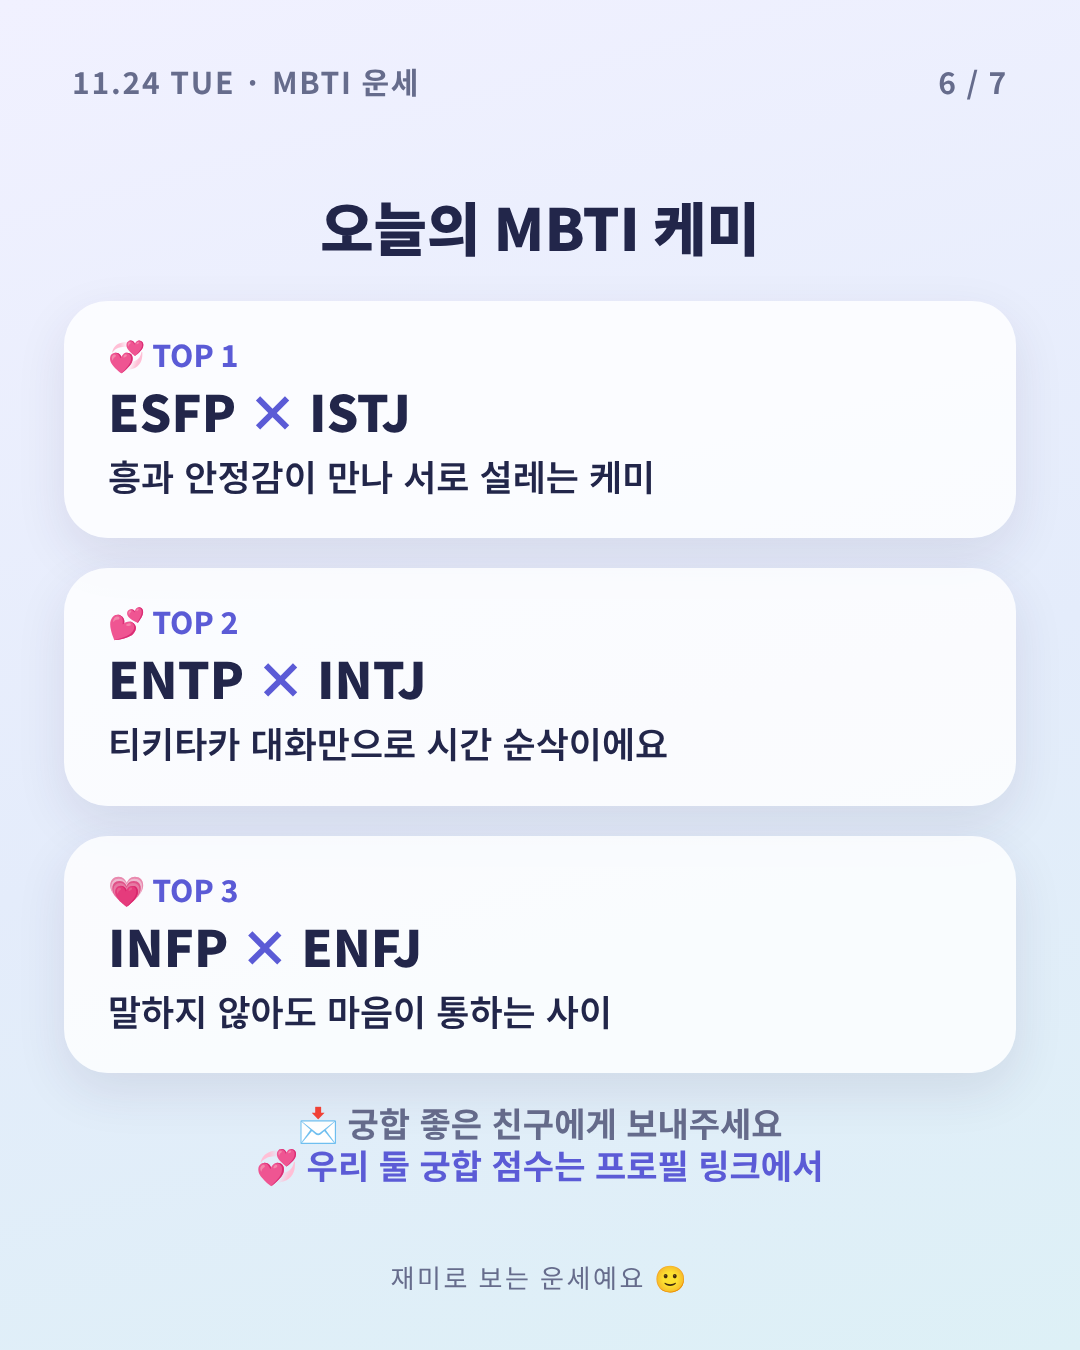 11.24 TUE · MBTI 운세
6 / 7
오늘의 MBTI 케미
💞 TOP 1
ESFP × ISTJ
흥과 안정감이 만나 서로 설레는 케미
💕 TOP 2
ENTP × INTJ
티키타카 대화만으로 시간 순삭이에요
💗 TOP 3
INFP × ENFJ
말하지 않아도 마음이 통하는 사이
📩 궁합 좋은 친구에게 보내주세요
💞 우리 둘 궁합 점수는 프로필 링크에서
재미로 보는 운세예요 🙂